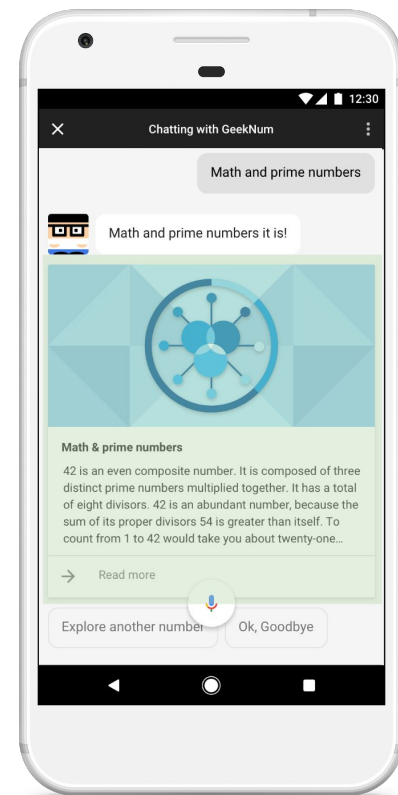 12:30
Chatting with GeekNum
Math and prime numbers
Math and prime numbers it is!
Math & prime numbers
42 is an even composite number. It is composed of three
distinct prime numbers multiplied together. It has a total
of eight divisors. 42 is an abundant number, because the
sum of its proper divisors 54 is greater than itself. To
count from 1 to 42 would take you about twenty-one…
Read more
Explore another number
Ok, Goodbye